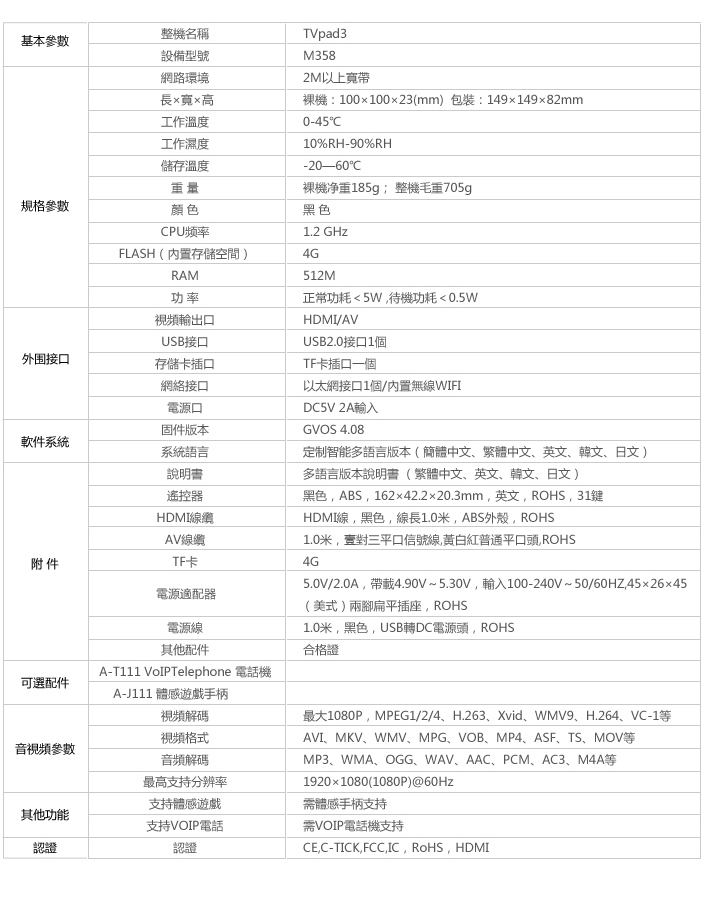 基本參數
整機名稱 TVpad3
設備型號 M358
規格參數
網路環境 2M以上寬帶
長×寬×高 裸機：100×100×23(mm) 包裝：149×149×82mm
工作溫度 0-45℃
工作濕度 10%RH-90%RH
儲存溫度 -20—60℃
重 量 裸機净重185g； 整機毛重705g
顏 色 黑 色
CPU頻率 1.2 GHz
FLASH（內置存儲空間） 4G
RAM 512M
功 率 正常功耗＜5W ,待機功耗＜0.5W
外围接口
視頻輸出口 HDMI/AV
USB接口 USB2.0接口1個
存儲卡插口 TF卡插口一個
網絡接口 以太網接口1個/內置無線WIFI
電源口 DC5V 2A輸入
軟件系統
固件版本 GVOS 4.08
系統語言 定制智能多語言版本（簡體中文、繁體中文、英文、韓文、日文）
附 件
說明書 多語言版本說明書（繁體中文、英文、韓文、日文）
遙控器 黑色，ABS，162×42.2×20.3mm，英文，ROHS，31鍵
HDMI線纜 HDMI線，黑色，線長1.0米，ABS外殼，ROHS
AV線纜 1.0米，壹對三平口信號線,黃白紅普通平口頭,ROHS
TF卡 4G
電源適配器 5.0V/2.0A，帶載4.90V～5.30V，輸入100-240V～50/60HZ,45×26×45
（美式）兩腳扁平插座，ROHS
電源線 1.0米，黑色，USB轉DC電源頭，ROHS
其他配件 合格證
可選配件
A-T111 VoIPTelephone 電話機
A-J111 體感遊戲手柄
音視頻參數
視頻解碼 最大1080P，MPEG1/2/4、H.263、Xvid、WMV9、H.264、VC-1等
視頻格式 AVI、MKV、WMV、MPG、VOB、MP4、ASF、TS、MOV等
音頻解碼 MP3、WMA、OGG、WAV、AAC、PCM、AC3、M4A等
最高支持分辨率 1920×1080(1080P)@60Hz
其他功能
支持體感遊戲 需體感手柄支持
支持VOIP電話 需VOIP電話機支持
認證
認證 CE,C-TICK,FCC,IC，RoHS，HDMI